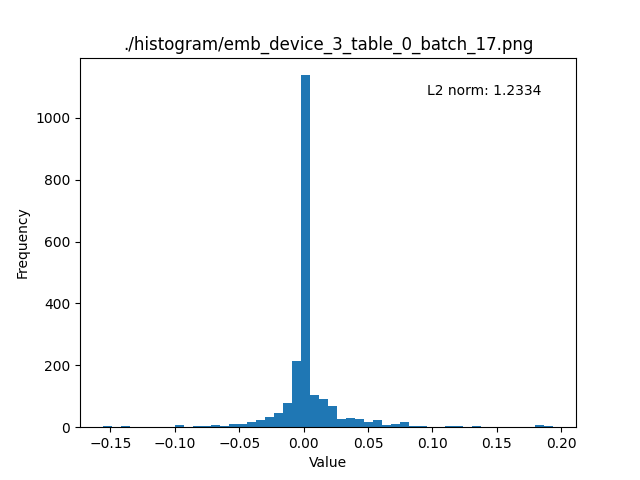 ./histogram/emb_device_3_table_0_batch_17.png
L2 norm: 1.2334
Frequency
1000
800
600
400
200
0
−0.15 −0.10 −0.05 0.00 0.05 0.10 0.15 0.20
Value